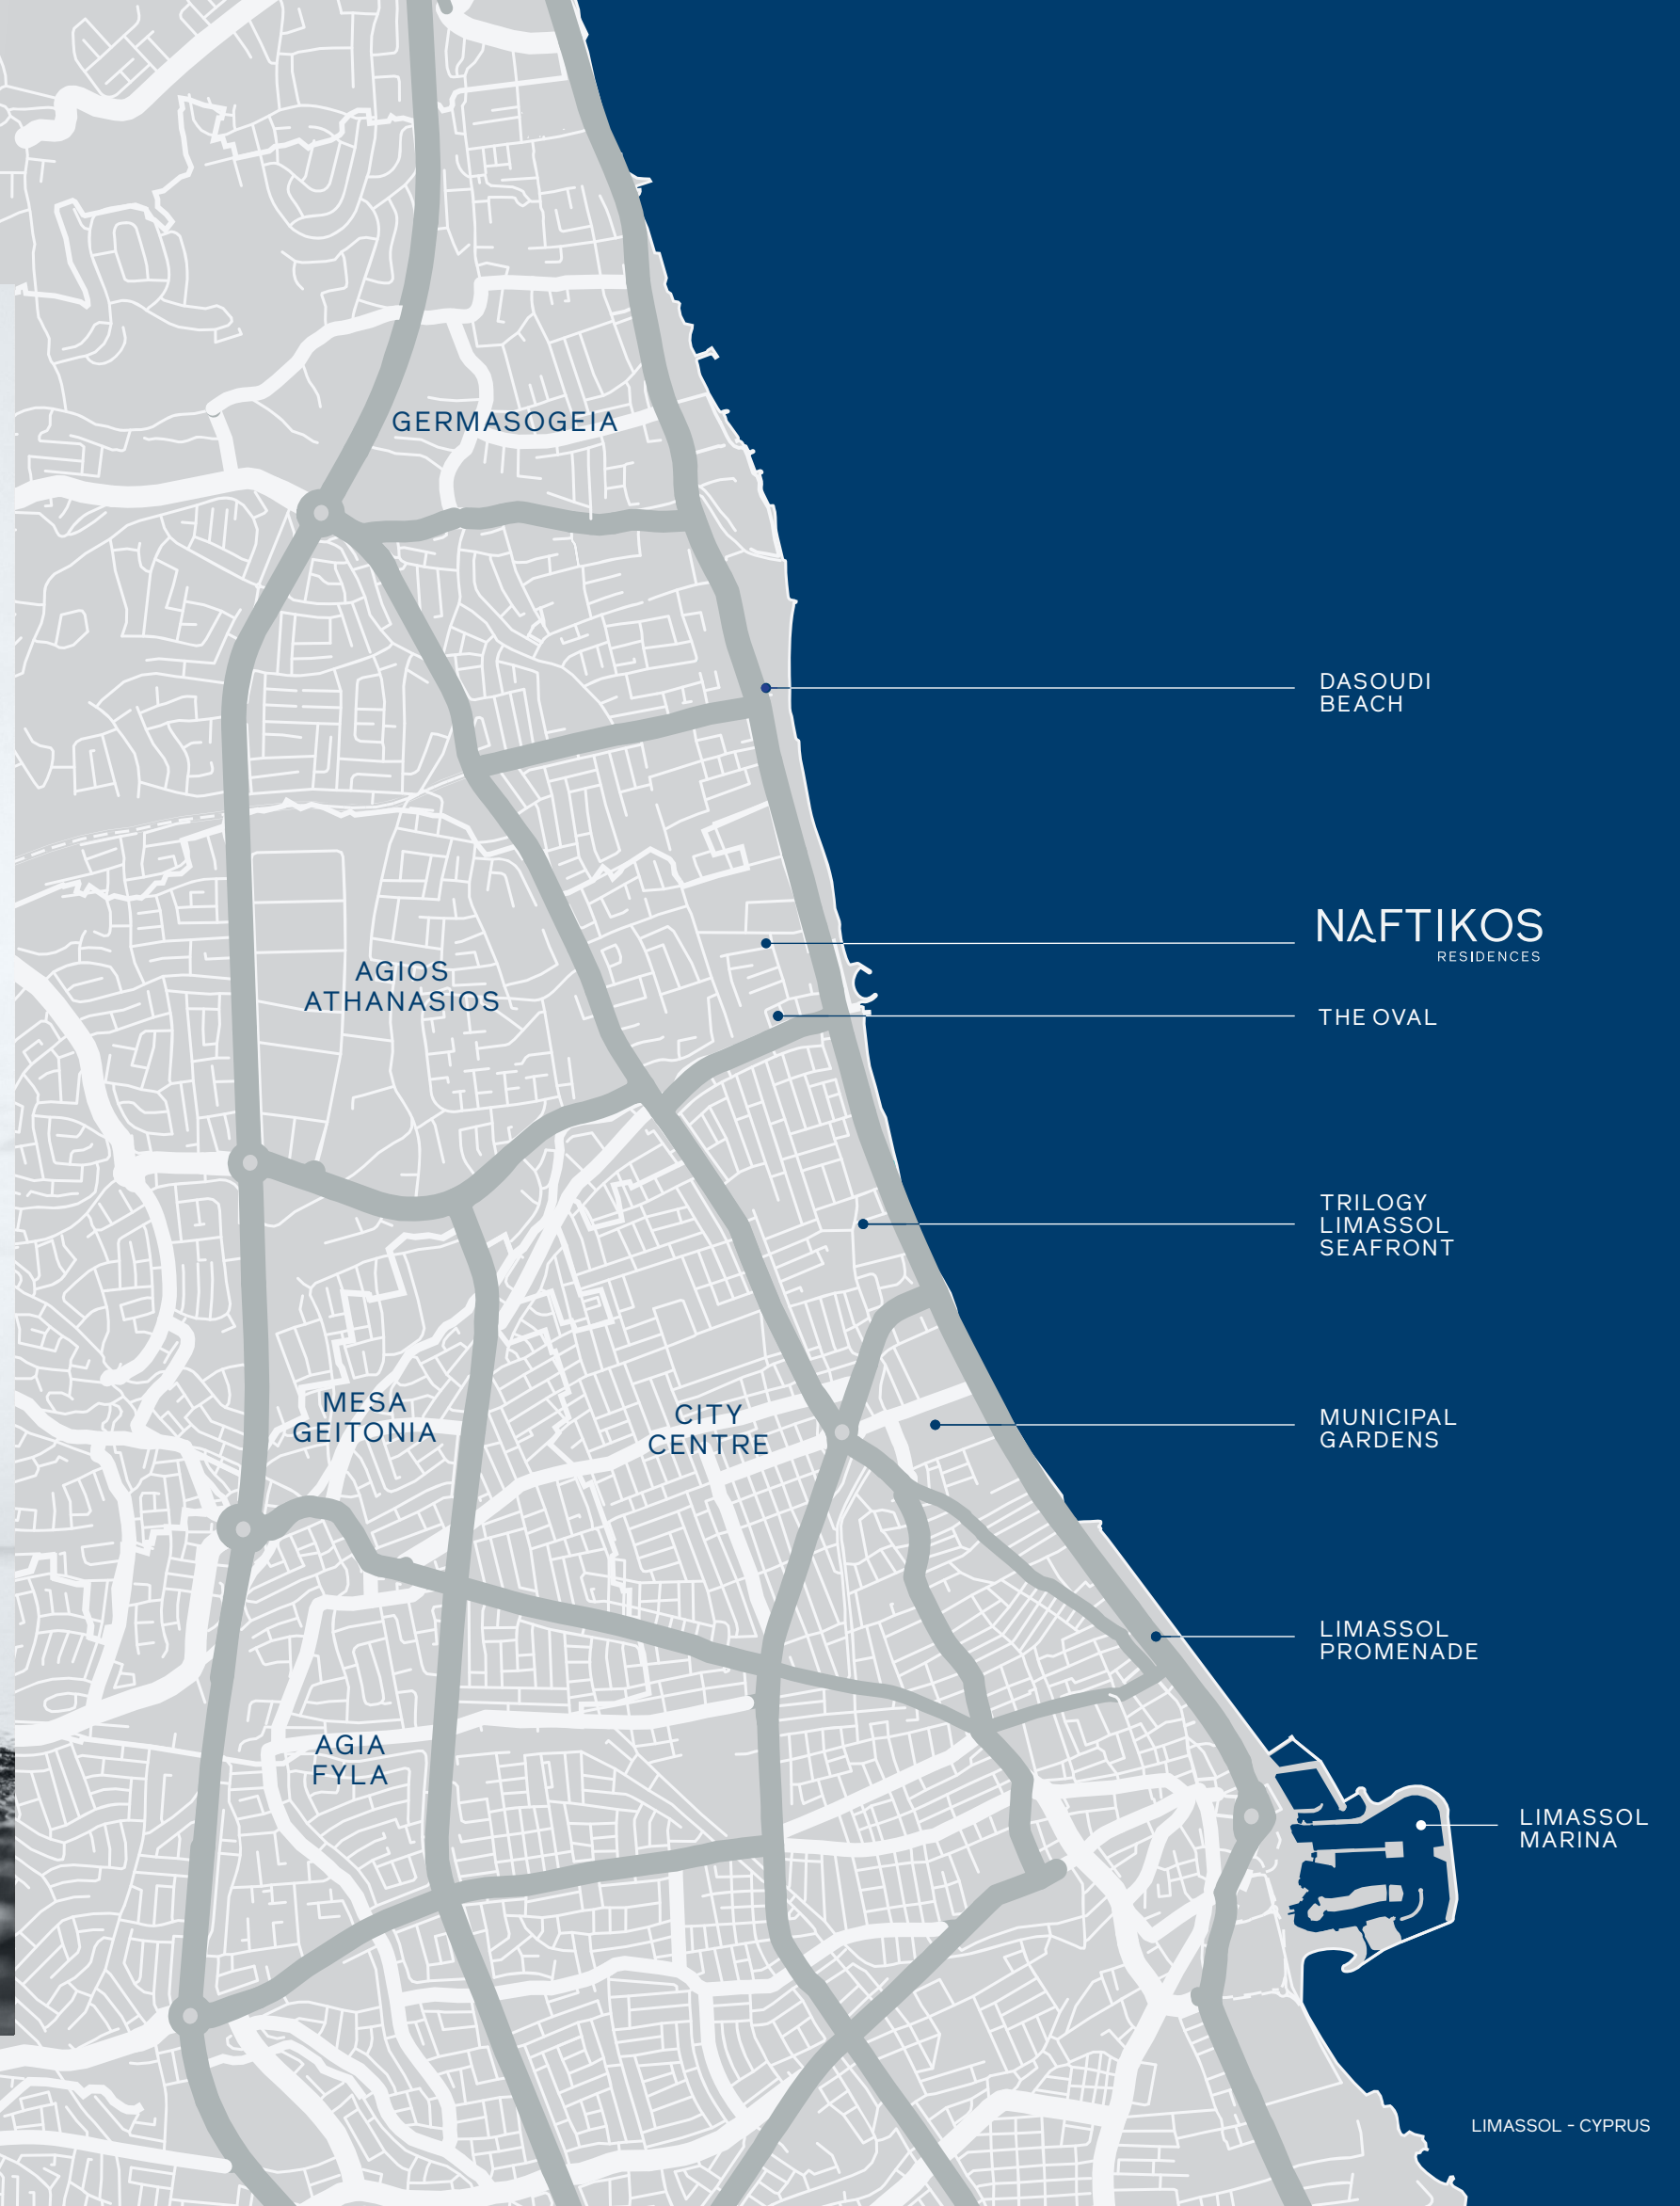 GERMASOGEIA
DASOUDI
BEACH
NAFTIKOS
RESIDENCES
AGIOS
ATHANASIOS
THE OVAL
TRILOGY
LIMASSOL
SEAFRONT
MESA
GEITONIA
CITY
CENTRE
MUNICIPAL
GARDENS
LIMASSOL
PROMENADE
AGIA
FYLA
LIMASSOL
MARINA
LIMASSOL - CYPRUS